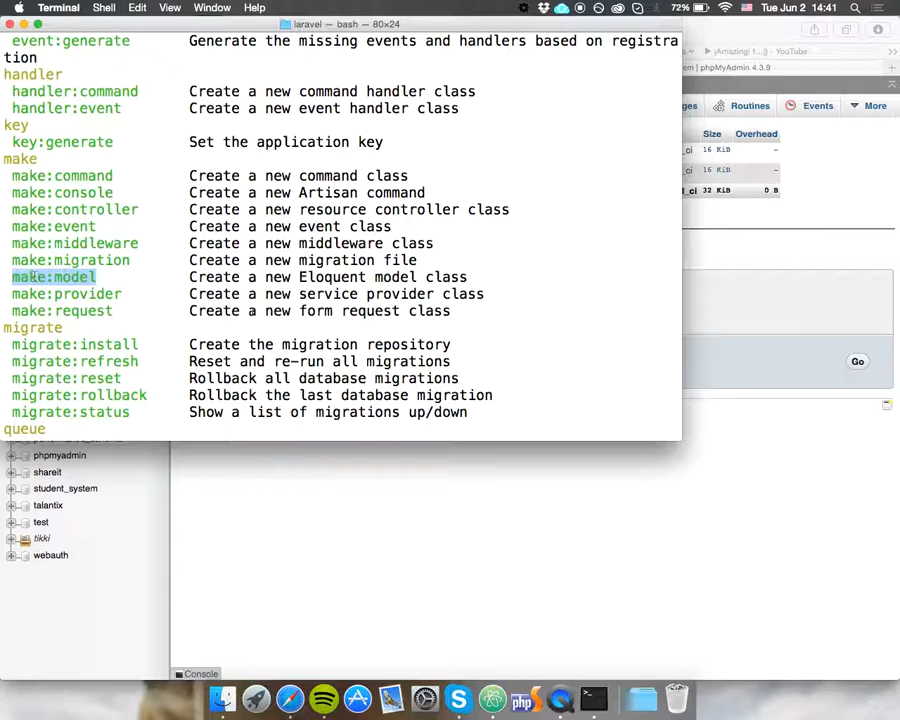 Terminal Shell Edit View Window Help 72% Tue Jun 2 14:41
laravel — bash — 80×24
event:generate Generate the missing events and handlers based on registra
tion
handler
handler:command Create a new command handler class
handler:event Create a new event handler class
key
key:generate Set the application key
make
make:command Create a new command class
make:console Create a new Artisan command
make:controller Create a new resource controller class
make:event Create a new event class
make:middleware Create a new middleware class
make:migration Create a new migration file
make:model Create a new Eloquent model class
make:provider Create a new service provider class
make:request Create a new form request class
migrate
migrate:install Create the migration repository
migrate:refresh Reset and re-run all migrations
migrate:reset Rollback all database migrations
migrate:rollback Rollback the last database migration
migrate:status Show a list of migrations up/down
queue
¡Amazing! t...)) - YouTube
| phpMyAdmin 4.3.9
ges Routines Events More
Size Overhead
_ci 16 KiB -
_ci 16 KiB -
_ci 32 KiB 0 B
Go
phpmyadmin
shareit
student_system
talantix
test
tikki
webauth
Console
php